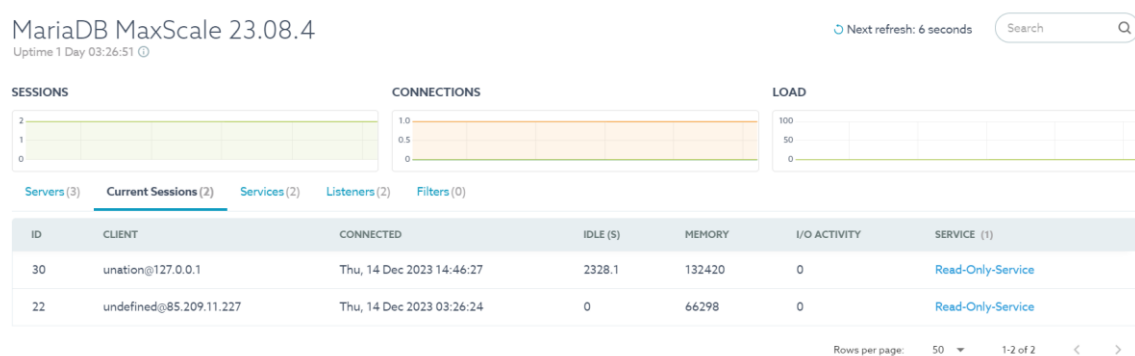 MariaDB MaxScale 23.08.4
Uptime 1 Day 03:26:51
Next refresh: 6 seconds
Search
SESSIONS
CONNECTIONS
LOAD
2
1
0
1.0
0.5
0
100
50
0
Servers (3) Current Sessions (2) Services (2) Listeners (2) Filters (0)
ID CLIENT CONNECTED IDLE (S) MEMORY I/O ACTIVITY SERVICE (1)
30 unation@127.0.0.1 Thu, 14 Dec 2023 14:46:27 2328.1 132420 0 Read-Only-Service
22 undefined@85.209.11.227 Thu, 14 Dec 2023 03:26:24 0 66298 0 Read-Only-Service
Rows per page: 50 1-2 of 2